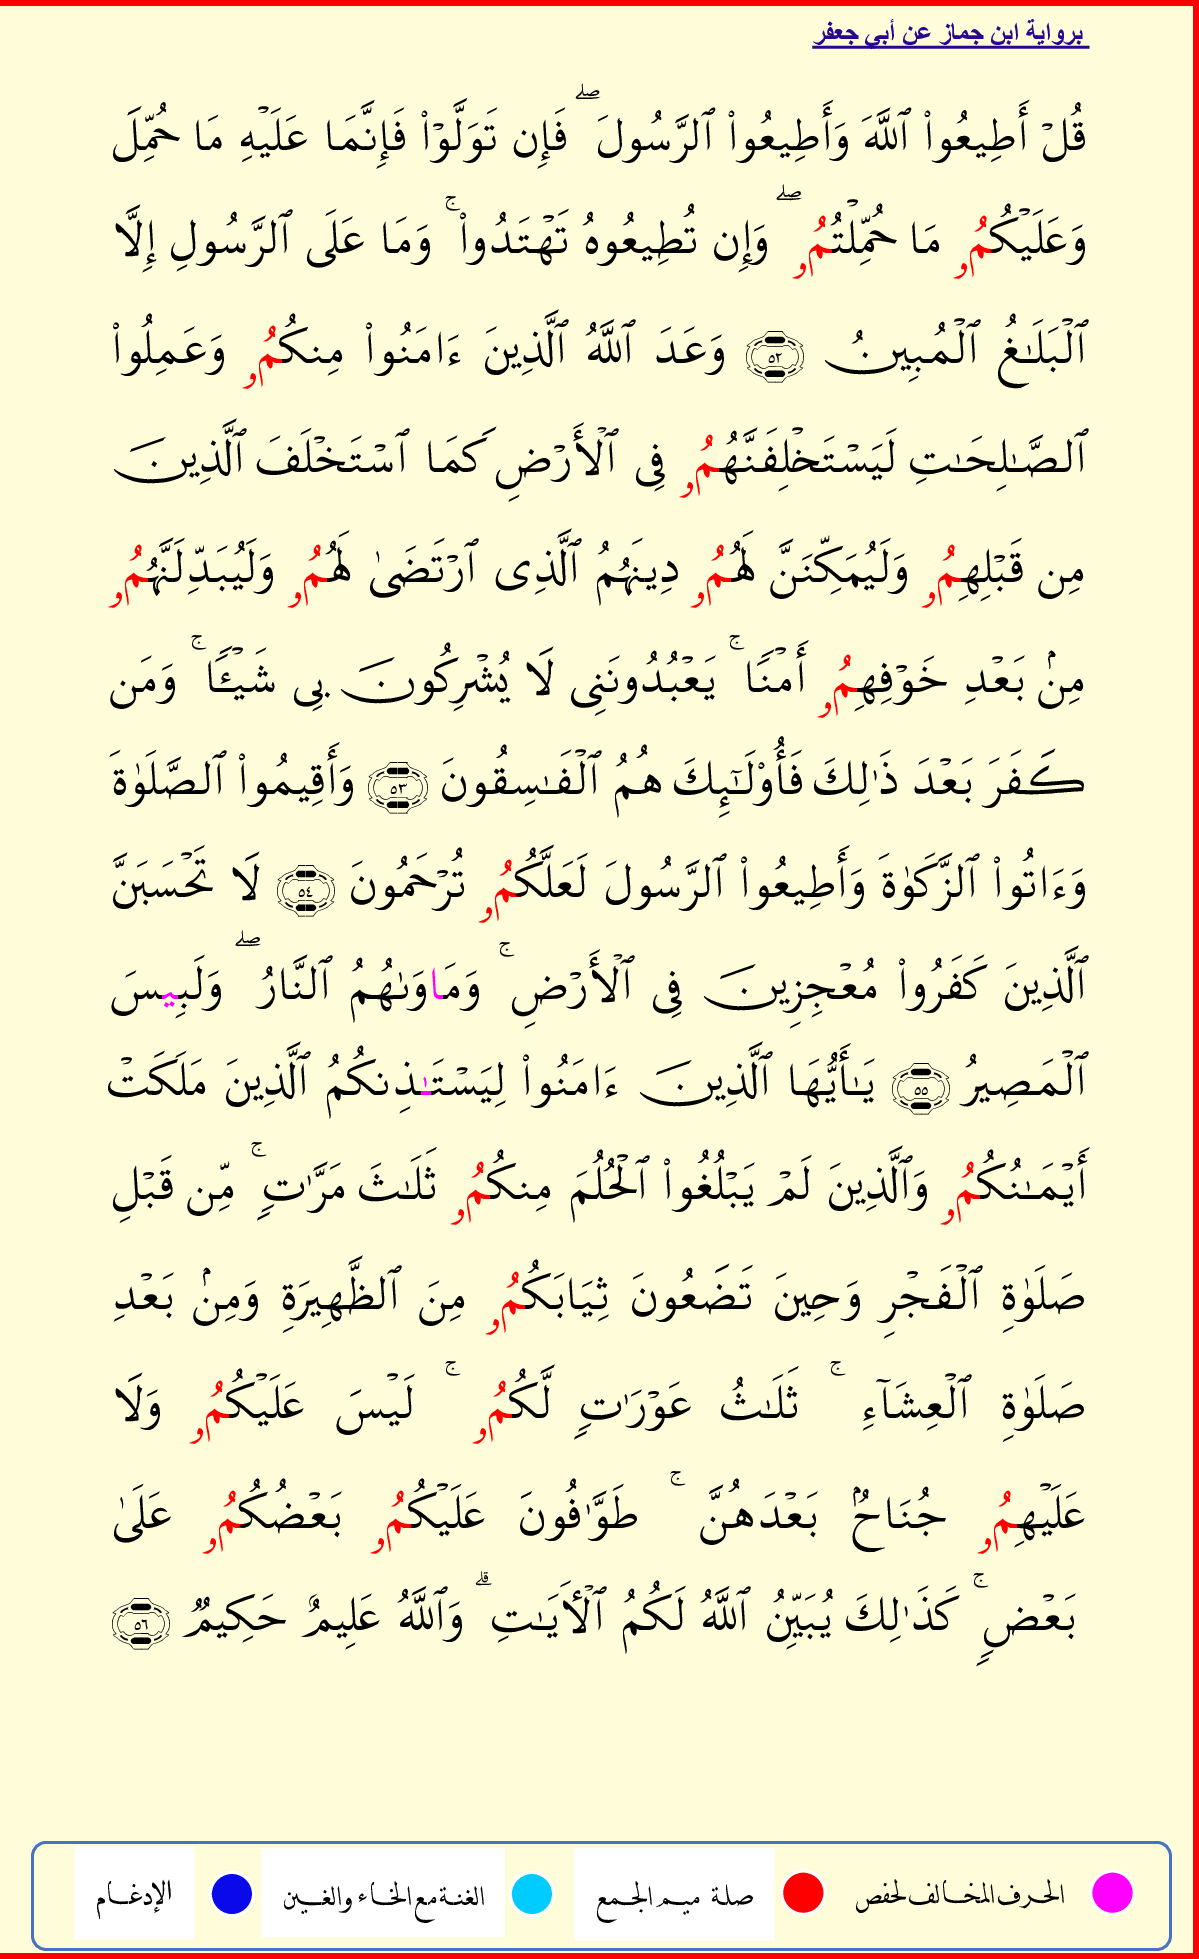 برواية ابن جماز عن أبي جعفر
قُلۡ أَطِيعُواْ ٱللَّهَ وَأَطِيعُواْ ٱلرَّسُولَۖ فَإِن تَوَلَّوۡاْ فَإِنَّمَا عَلَيۡهِ مَا حُمِّلَ
وَعَلَيۡكُمُۥ مَا حُمِّلۡتُمُۥۖ وَإِن تُطِيعُوهُ تَهۡتَدُواْۚ وَمَا عَلَى ٱلرَّسُولِ إِلَّا
ٱلۡبَلَٰغُ ٱلۡمُبِينُ ٥٢ وَعَدَ ٱللَّهُ ٱلَّذِينَ ءَامَنُواْ مِنكُمُۥ وَعَمِلُواْ
ٱلصَّٰلِحَٰتِ لَيَسۡتَخۡلِفَنَّهُمُۥ فِي ٱلۡأَرۡضِ كَمَا ٱسۡتَخۡلَفَ ٱلَّذِينَ
مِن قَبۡلِهِمُۥ وَلَيُمَكِّنَنَّ لَهُمُۥ دِينَهُمُ ٱلَّذِي ٱرۡتَضَىٰ لَهُمُۥ وَلَيُبَدِّلَنَّهُمُۥ
مِنۢ بَعۡدِ خَوۡفِهِمُۥ أَمۡنٗاۚ يَعۡبُدُونَنِي لَا يُشۡرِكُونَ بِي شَيۡـٔٗاۚ وَمَن
كَفَرَ بَعۡدَ ذَٰلِكَ فَأُوْلَٰٓئِكَ هُمُ ٱلۡفَٰسِقُونَ ٥٣ وَأَقِيمُواْ ٱلصَّلَوٰةَ
وَءَاتُواْ ٱلزَّكَوٰةَ وَأَطِيعُواْ ٱلرَّسُولَ لَعَلَّكُمُۥ تُرۡحَمُونَ ٥٤ لَا تَحۡسَبَنَّ
ٱلَّذِينَ كَفَرُواْ مُعۡجِزِينَ فِي ٱلۡأَرۡضِۚ وَمَاوَىٰهُمُ ٱلنَّارُۖ وَلَبِيسَ
ٱلۡمَصِيرُ ٥٥ يَٰٓأَيُّهَا ٱلَّذِينَ ءَامَنُواْ لِيَسۡتَٰذِنكُمُ ٱلَّذِينَ مَلَكَتۡ
أَيۡمَٰنُكُمُۥ وَٱلَّذِينَ لَمۡ يَبۡلُغُواْ ٱلۡحُلُمَ مِنكُمُۥ ثَلَٰثَ مَرَّٰتٖۚ مِّن قَبۡلِ
صَلَوٰةِ ٱلۡفَجۡرِ وَحِينَ تَضَعُونَ ثِيَابَكُمُۥ مِنَ ٱلظَّهِيرَةِ وَمِنۢ بَعۡدِ
صَلَوٰةِ ٱلۡعِشَآءِۚ ثَلَٰثُ عَوۡرَٰتٖ لَّكُمُۥۚ لَيۡسَ عَلَيۡكُمُۥ وَلَا
عَلَيۡهِمُۥ جُنَاحُۢ بَعۡدَهُنَّۚ طَوَّٰفُونَ عَلَيۡكُمُۥ بَعۡضُكُمُۥ عَلَىٰ
بَعۡضٖۚ كَذَٰلِكَ يُبَيِّنُ ٱللَّهُ لَكُمُ ٱلۡأٓيَٰتِۗ وَٱللَّهُ عَلِيمٌ حَكِيمٞ ٥٦
الحرف المخالف لحفص صلة ميم الجمع الغنة مع الخاء والغين الإدغام